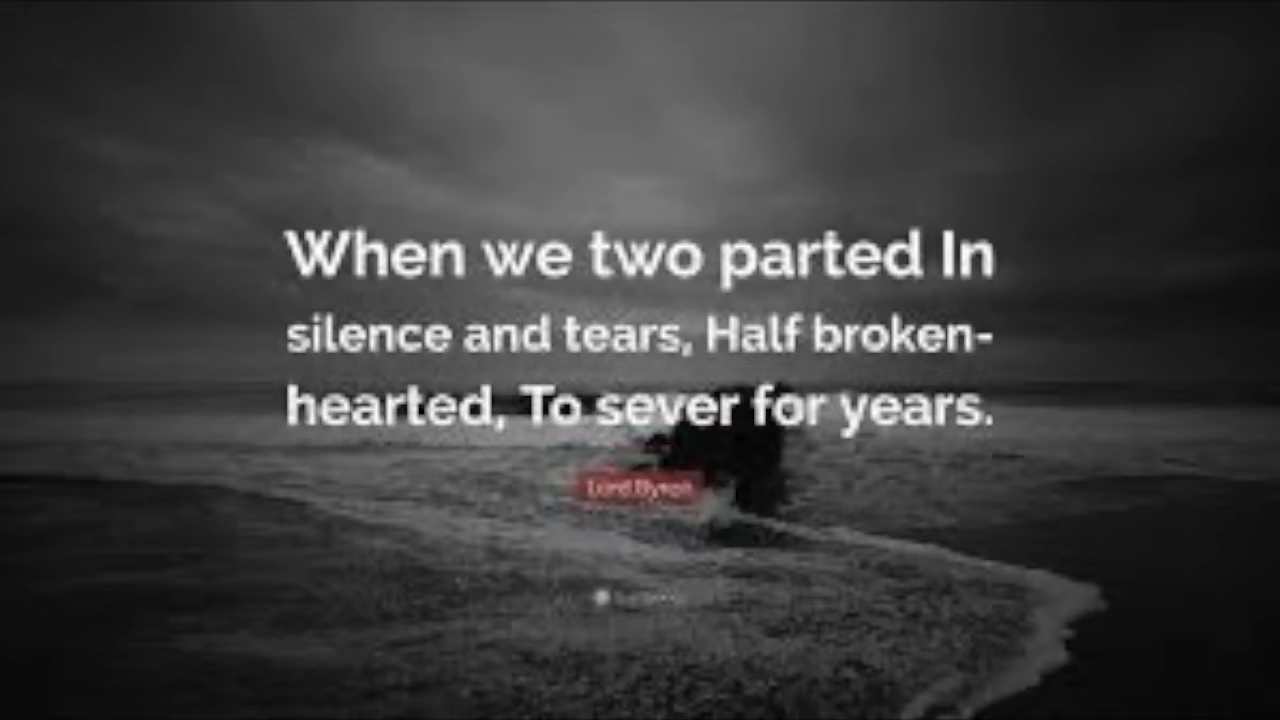 When we two parted In
silence and tears, Half broken-
hearted, To sever for years.
Lord Byron